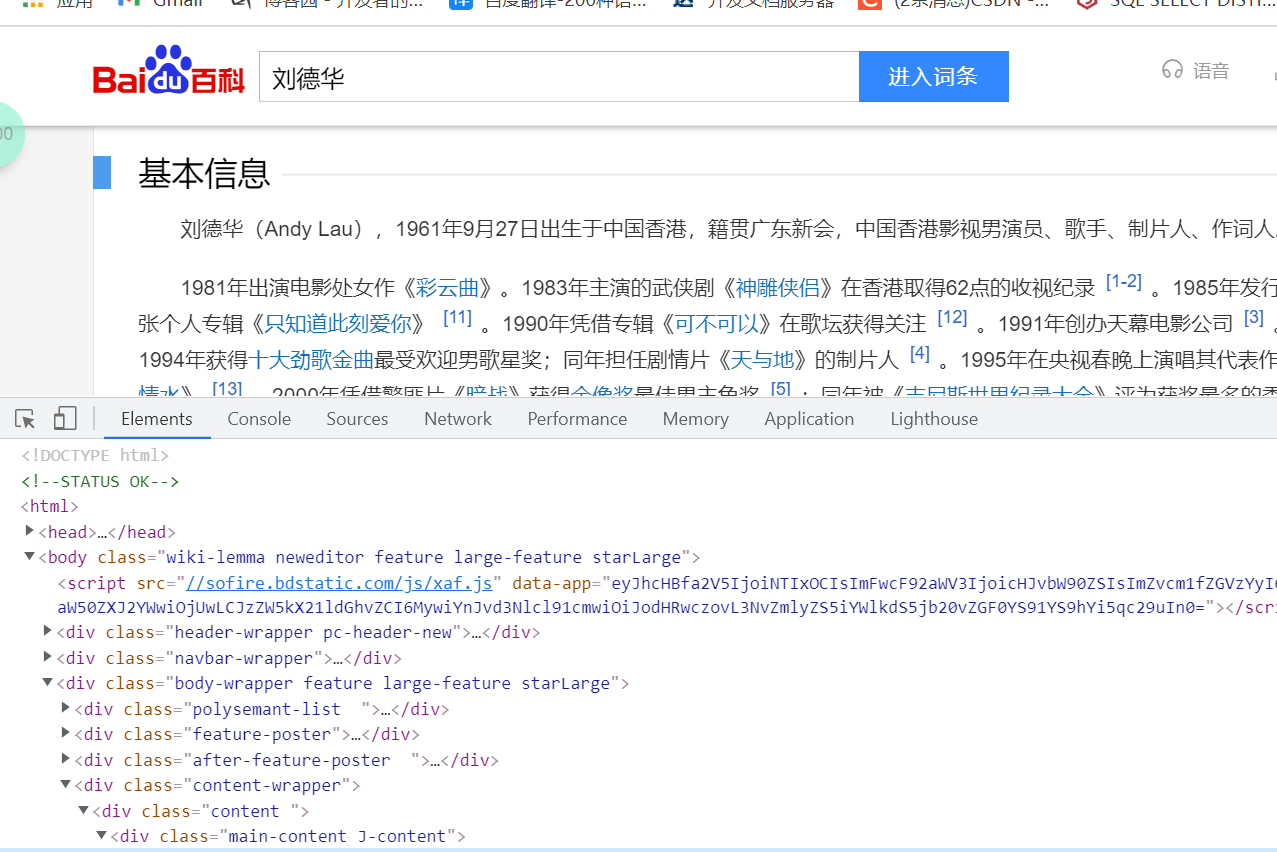 应用 Gmail 博客园 - 开发者的... 百度翻译-200种语... 开发文档服务器 (2条消息)CSDN -... SQL SELECT DISTI...
Bai du 百科 刘德华 进入词条 语音
00
基本信息
刘德华（Andy Lau），1961年9月27日出生于中国香港，籍贯广东新会，中国香港影视男演员、歌手、制片人、作词人
1981年出演电影处女作《彩云曲》。1983年主演的武侠剧《神雕侠侣》在香港取得62点的收视纪录 [1-2] 。1985年发行
张个人专辑《只知道此刻爱你》 [11] 。1990年凭借专辑《可不可以》在歌坛获得关注 [12] 。1991年创办天幕电影公司 [3] 。
1994年获得十大劲歌金曲最受欢迎男歌星奖；同年担任剧情片《天与地》的制片人 [4] 。1995年在央视春晚上演唱其代表作
情水》 [13] 。2000年凭借警匪片《暗战》获得金像奖最佳男主角奖 [5] ；同年被《吉尼斯世界纪录大全》评为获奖最多的香
Elements Console Sources Network Performance Memory Application Lighthouse
<!DOCTYPE html>
<!--STATUS OK-->
<html>
<head>…</head>
<body class="wiki-lemma neweditor feature large-feature starLarge">
<script src="//sofire.bdstatic.com/js/xaf.js" data-app="eyJhcHBfa2V5IjoiNTIxOCIsImFwcF92aWV3IjoicHJvbW90ZSIsImZvcm1fZGVzYyI6
aW50ZXJ2YWwiOjUwLCJzZW5kX21ldGhvZCI6MywiYnJvd3Nlcl91cmwiOiJodHRwczovL3NvZmlyZS5iYWlkdS5jb20vZGF0YS91YS9hYi5qc29uIn0="></scri
<div class="header-wrapper pc-header-new">…</div>
<div class="navbar-wrapper">…</div>
<div class="body-wrapper feature large-feature starLarge">
<div class="polysemant-list  ">…</div>
<div class="feature-poster">…</div>
<div class="after-feature-poster  ">…</div>
<div class="content-wrapper">
<div class="content ">
<div class="main-content J-content">